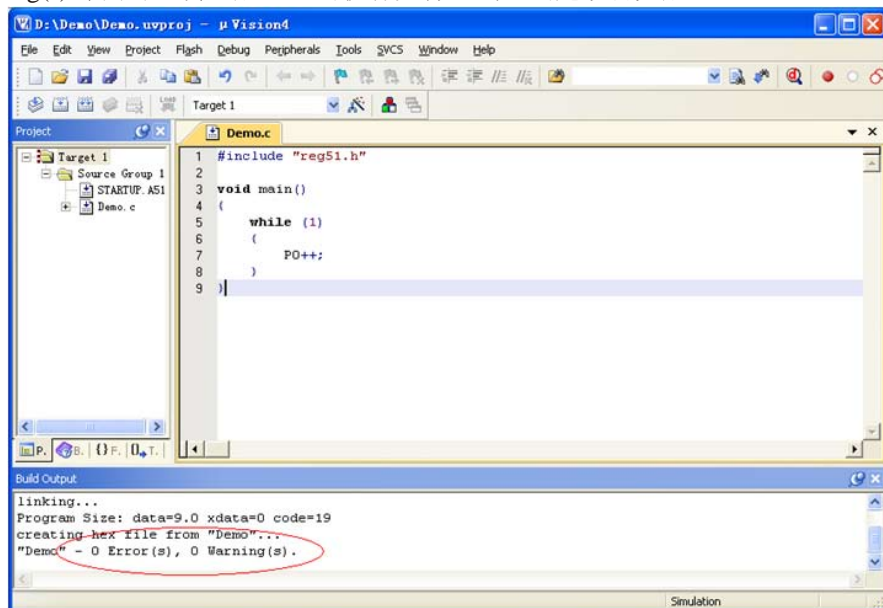 D:\Demo\Demo.uvproj - µVision4
File Edit View Project Flash Debug Peripherals Tools SVCS Window Help
Target 1
Project
Demo.c
Target 1
Source Group 1
STARTUP.A51
Demo.c
1 #include "reg51.h"
2
3 void main()
4 {
5 while (1)
6 {
7 P0++;
8 }
9 }
P. B. {} F. T.
Build Output
linking...
Program Size: data=9.0 xdata=0 code=19
creating hex file from "Demo"...
"Demo" - 0 Error(s), 0 Warning(s).
Simulation